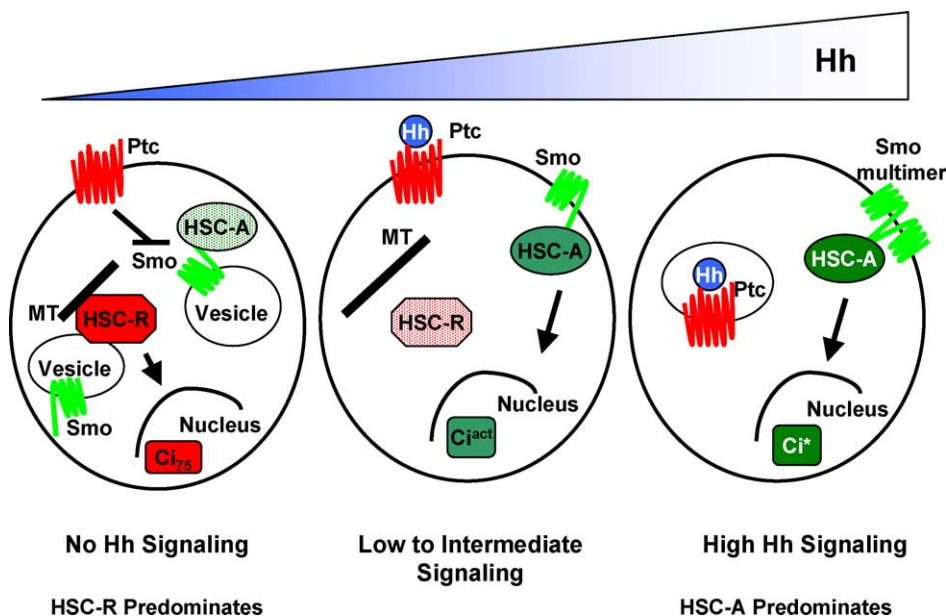 Hh
Ptc
HSC-A
Smo
MT
HSC-R
Vesicle
Vesicle
Smo
Nucleus
Ci75
No Hh Signaling
HSC-R Predominates
Hh
Ptc
Smo
MT
HSC-A
HSC-R
Nucleus
Ciact
Low to Intermediate
Signaling
Smo
multimer
HSC-A
Hh
Ptc
Nucleus
Ci*
High Hh Signaling
HSC-A Predominates